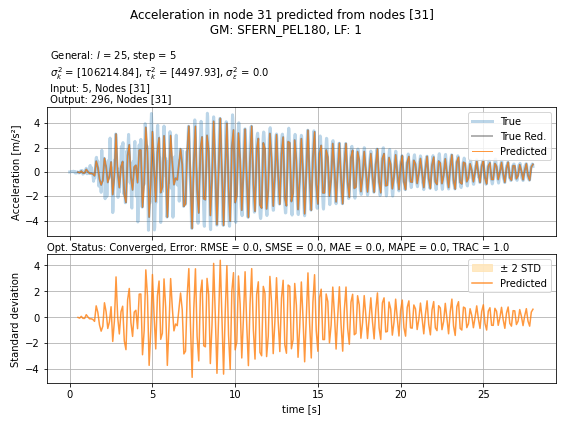 Acceleration in node 31 predicted from nodes [31]
GM: SFERN_PEL180, LF: 1
General: l = 25, step = 5
σ²ₖ = [106214.84], τ²ₖ = [4497.93], σ²ε = 0.0
Input: 5, Nodes [31]
Output: 296, Nodes [31]
Acceleration [m/s²]
4
2
0
−2
−4
True
True Red.
Predicted
Opt. Status: Converged, Error: RMSE = 0.0, SMSE = 0.0, MAE = 0.0, MAPE = 0.0, TRAC = 1.0
Standard deviation
4
2
0
−2
−4
± 2 STD
Predicted
0 5 10 15 20 25
time [s]